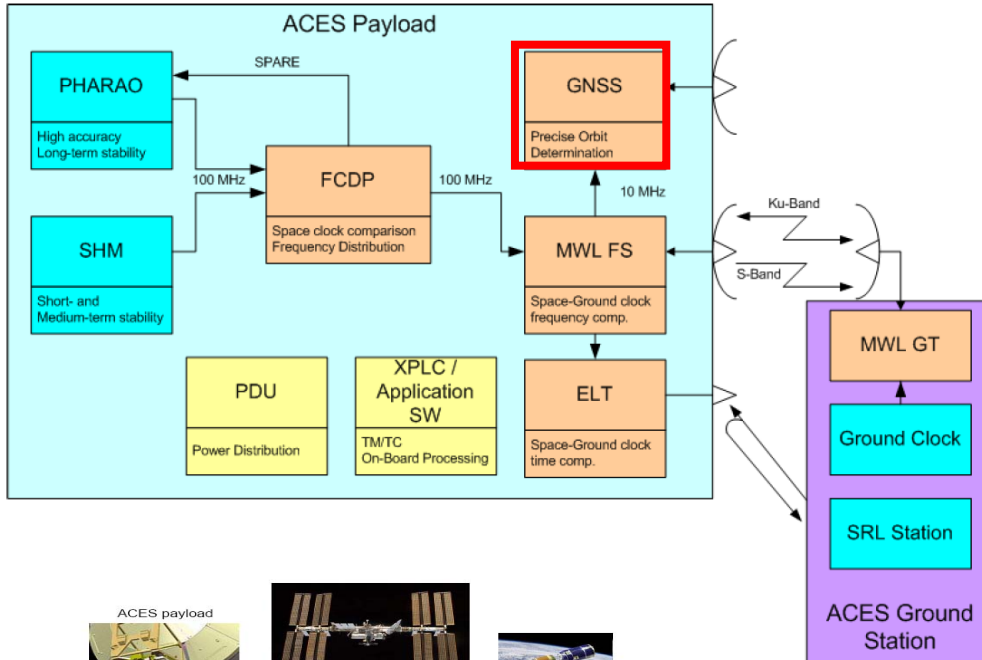 ACES Payload
SPARE
PHARAO
High accuracy
Long-term stability
GNSS
Precise Orbit
Determination
100 MHz
FCDP
Space clock comparison
Frequency Distribution
100 MHz
10 MHz
Ku-Band
S-Band
SHM
Short- and
Medium-term stability
MWL FS
Space-Ground clock
frequency comp.
MWL GT
PDU
Power Distribution
XPLC /
Application
SW
TM/TC
On-Board Processing
ELT
Space-Ground clock
time comp.
Ground Clock
SRL Station
ACES Ground
Station
ACES payload